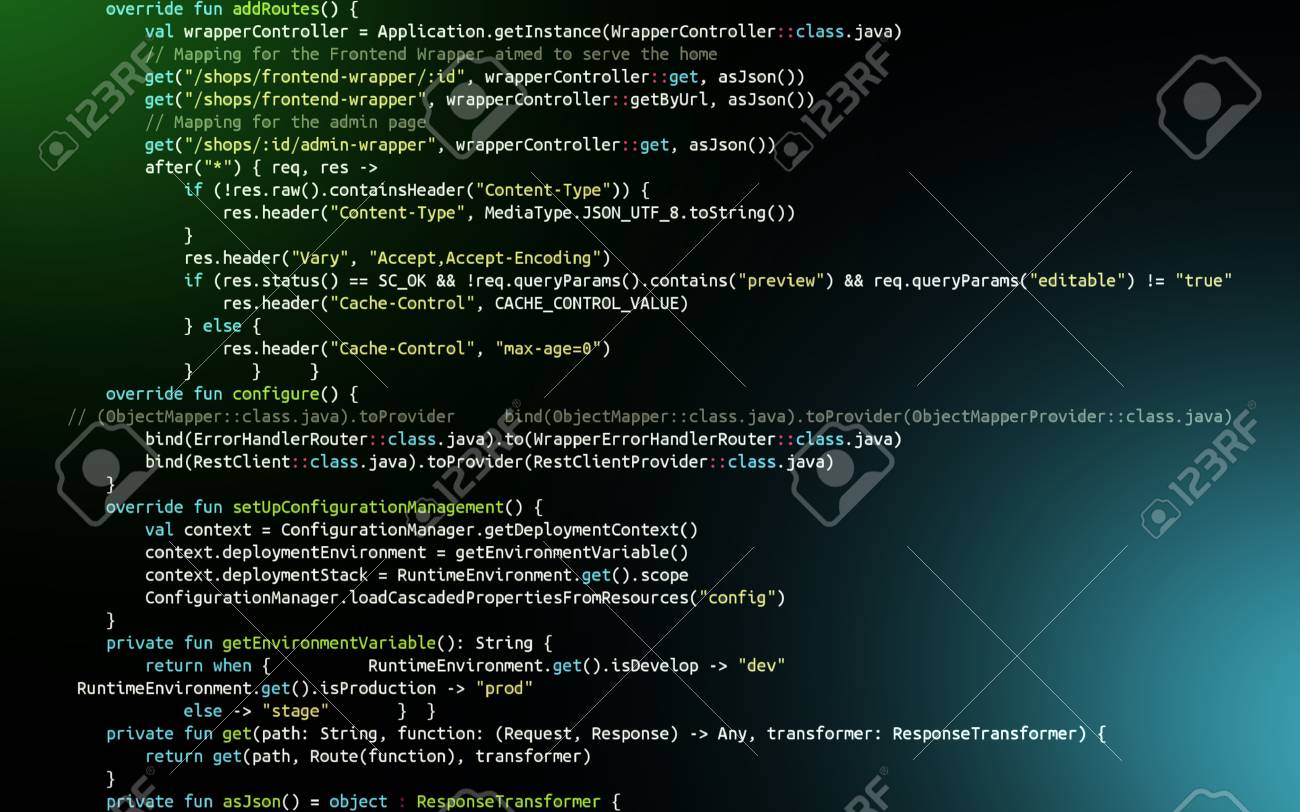 override fun addRoutes() {
val wrapperController = Application.getInstance(WrapperController::class.java)
// Mapping for the Frontend Wrapper aimed to serve the home
get("/shops/frontend-wrapper/:id", wrapperController::get, asJson())
get("/shops/frontend-wrapper", wrapperController::getByUrl, asJson())
// Mapping for the admin page
get("/shops/:id/admin-wrapper", wrapperController::get, asJson())
after("*") { req, res ->
if (!res.raw().containsHeader("Content-Type")) {
res.header("Content-Type", MediaType.JSON_UTF_8.toString())
}
res.header("Vary", "Accept,Accept-Encoding")
if (res.status() == SC_OK && !req.queryParams().contains("preview") && req.queryParams("editable") != "true"
res.header("Cache-Control", CACHE_CONTROL_VALUE)
} else {
res.header("Cache-Control", "max-age=0")
} } }
override fun configure() {
// (ObjectMapper::class.java).toProvider bind(ObjectMapper::class.java).toProvider(ObjectMapperProvider::class.java)
bind(ErrorHandlerRouter::class.java).to(WrapperErrorHandlerRouter::class.java)
bind(RestClient::class.java).toProvider(RestClientProvider::class.java)
}
override fun setUpConfigurationManagement() {
val context = ConfigurationManager.getDeploymentContext()
context.deploymentEnvironment = getEnvironmentVariable()
context.deploymentStack = RuntimeEnvironment.get().scope
ConfigurationManager.loadCascadedPropertiesFromResources("config")
}
private fun getEnvironmentVariable(): String {
return when { RuntimeEnvironment.get().isDevelop -> "dev"
RuntimeEnvironment.get().isProduction -> "prod"
else -> "stage" } }
private fun get(path: String, function: (Request, Response) -> Any, transformer: ResponseTransformer) {
return get(path, Route(function), transformer)
}
private fun asJson() = object : ResponseTransformer {
123RF
123RF
123RF
123RF
123RF
123RF